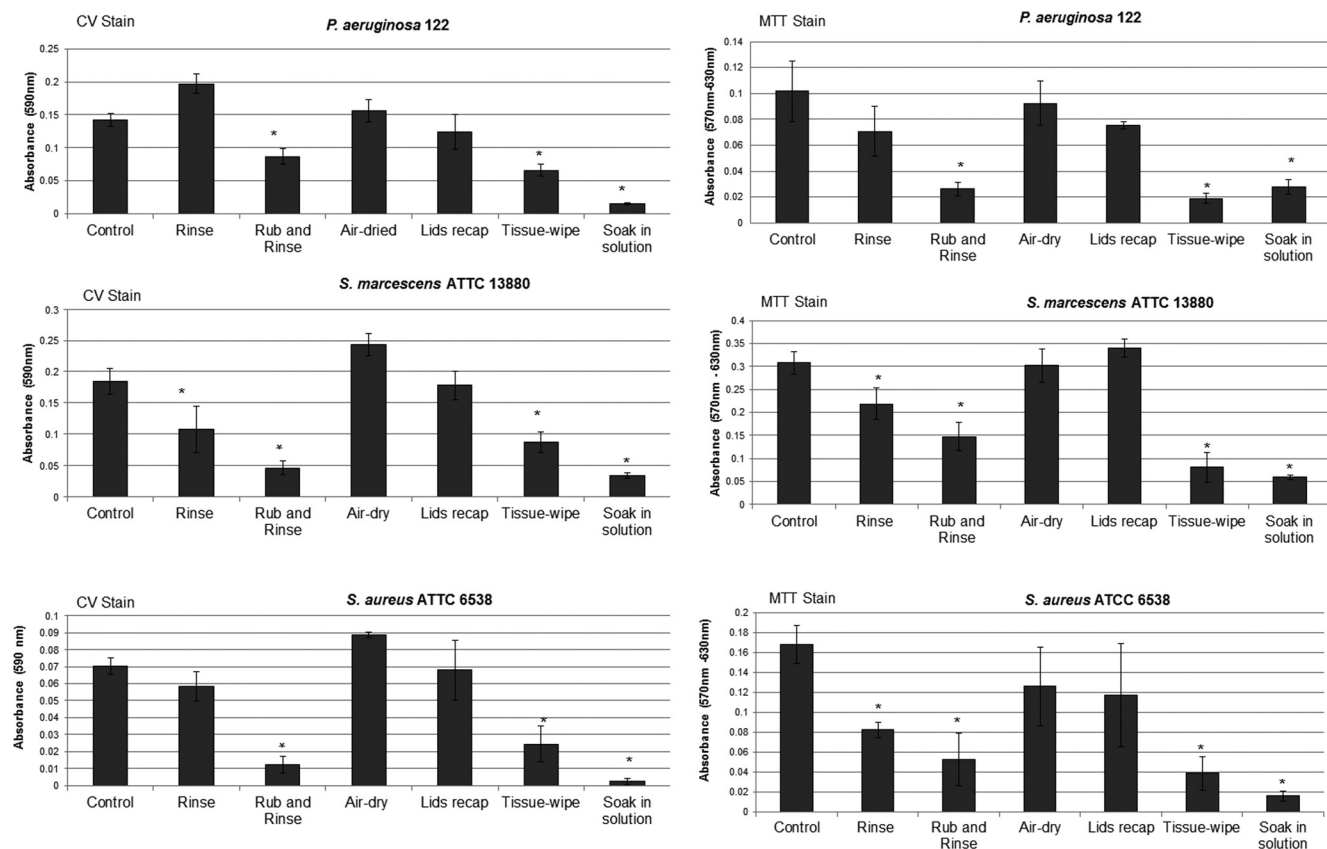 CV Stain
P. aeruginosa 122
Absorbance (590nm)
0.25
0.2
0.15
0.1
0.05
0
*
*
*
Control Rinse Rub and Air-dried Lids recap Tissue-wipe Soak in
Rinse solution
MTT Stain
P. aeruginosa 122
Absorbance (570nm-630nm)
0.14
0.12
0.1
0.08
0.06
0.04
0.02
0
*
*
*
Control Rinse Rub and Air-dry Lids recap Tissue-wipe Soak in
Rinse solution
CV Stain
S. marcescens ATTC 13880
Absorbance (590nm)
0.3
0.25
0.2
0.15
0.1
0.05
0
*
*
*
*
Control Rinse Rub and Air-dry Lids recap Tissue-wipe Soak in
Rinse solution
MTT Stain
S. marcescens ATTC 13880
Absorbance (570nm - 630nm)
0.4
0.35
0.3
0.25
0.2
0.15
0.1
0.05
0
*
*
*
*
Control Rinse Rub and Air-dry Lids recap Tissue-wipe Soak in
Rinse solution
CV Stain
S. aureus ATTC 6538
Absorbance (590 nm)
0.1
0.09
0.08
0.07
0.06
0.05
0.04
0.03
0.02
0.01
0
*
*
*
Control Rinse Rub and Air-dry Lids recap Tissue-wipe Soak in
Rinse solution
MTT Stain
S. aureus ATCC 6538
Absorbance (570nm -630nm)
0.2
0.18
0.16
0.14
0.12
0.1
0.08
0.06
0.04
0.02
0
*
*
*
*
Control Rinse Rub and Air-dry Lids recap Tissue-wipe Soak in
Rinse solution